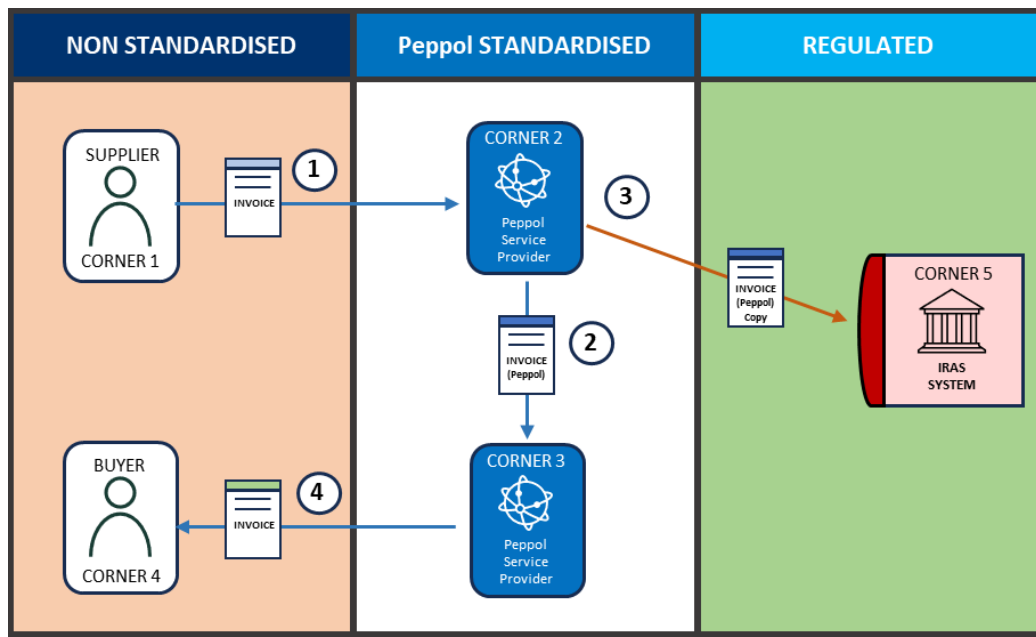 NON STANDARDISED
Peppol STANDARDISED
REGULATED
SUPPLIER
CORNER 1
INVOICE
1
CORNER 2
Peppol
Service
Provider
3
INVOICE
(Peppol)
Copy
CORNER 5
IRAS
SYSTEM
INVOICE
(Peppol)
2
BUYER
CORNER 4
INVOICE
4
CORNER 3
Peppol
Service
Provider